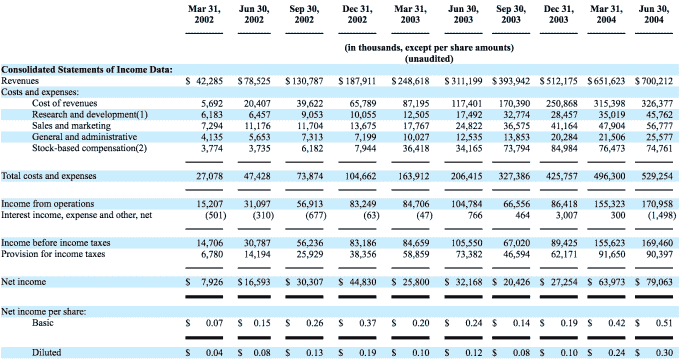 Mar 31, Jun 30, Sep 30, Dec 31, Mar 31, Jun 30, Sep 30, Dec 31, Mar 31, Jun 30,
2002 2002 2002 2002 2003 2003 2003 2003 2004 2004
(in thousands, except per share amounts)
(unaudited)
Consolidated Statements of Income Data:
Revenues $ 42,285 $ 78,525 $ 130,787 $ 187,911 $ 248,618 $ 311,199 $ 393,942 $ 512,175 $ 651,623 $ 700,212
Costs and expenses:
Cost of revenues 5,692 20,407 39,622 65,789 87,195 117,401 170,390 250,868 315,398 326,377
Research and development(1) 6,183 6,457 9,053 10,055 12,505 17,492 32,774 28,457 35,019 45,762
Sales and marketing 7,294 11,176 11,704 13,675 17,767 24,822 36,575 41,164 47,904 56,777
General and administrative 4,135 5,653 7,313 7,199 10,027 12,535 13,853 20,284 21,506 25,577
Stock-based compensation(2) 3,774 3,735 6,182 7,944 36,418 34,165 73,794 84,984 76,473 74,761
Total costs and expenses 27,078 47,428 73,874 104,662 163,912 206,415 327,386 425,757 496,300 529,254
Income from operations 15,207 31,097 56,913 83,249 84,706 104,784 66,556 86,418 155,323 170,958
Interest income, expense and other, net (501) (310) (677) (63) (47) 766 464 3,007 300 (1,498)
Income before income taxes 14,706 30,787 56,236 83,186 84,659 105,550 67,020 89,425 155,623 169,460
Provision for income taxes 6,780 14,194 25,929 38,356 58,859 73,382 46,594 62,171 91,650 90,397
Net income $ 7,926 $ 16,593 $ 30,307 $ 44,830 $ 25,800 $ 32,168 $ 20,426 $ 27,254 $ 63,973 $ 79,063
Net income per share:
Basic $ 0.07 $ 0.15 $ 0.26 $ 0.37 $ 0.20 $ 0.24 $ 0.14 $ 0.19 $ 0.42 $ 0.51
Diluted $ 0.04 $ 0.08 $ 0.13 $ 0.19 $ 0.10 $ 0.12 $ 0.08 $ 0.10 $ 0.24 $ 0.30